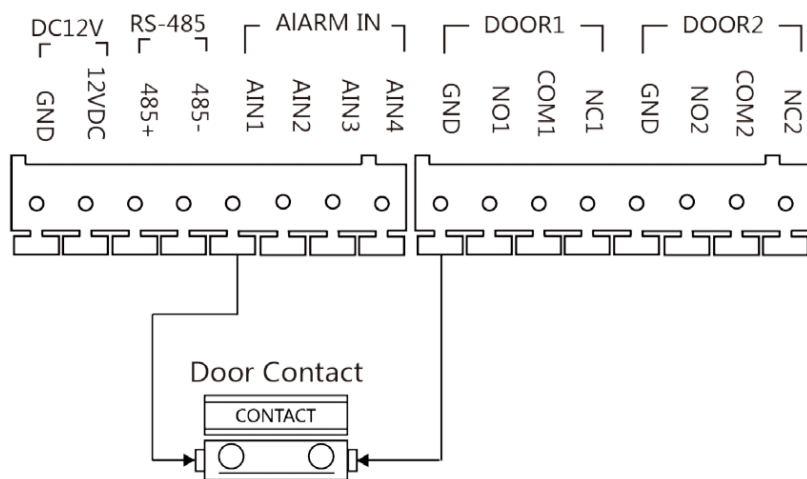 DC12V RS-485 AlARM IN DOOR1 DOOR2
GND 12VDC 485+ 485- AIN1 AIN2 AIN3 AIN4 GND NO1 COM1 NC1 GND NO2 COM2 NC2
Door Contact
CONTACT